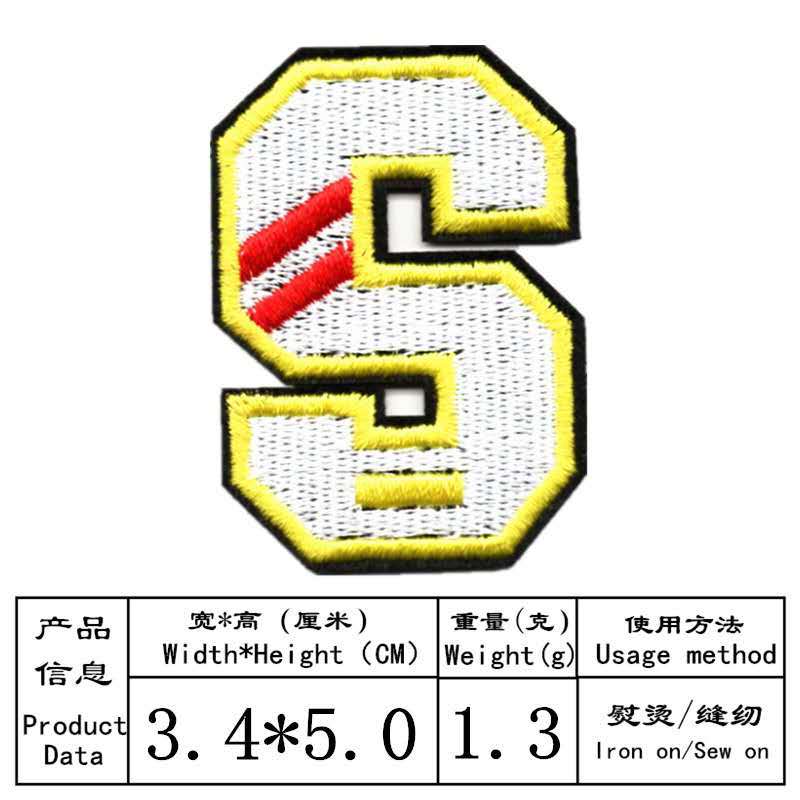 S
产品
信息
Product
Data
宽*高 (厘米)
Width*Height (CM)
重量(克)
Weight(g)
使用方法
Usage method
3.4*5.0
1.3
熨烫/缝纫
Iron on/Sew on